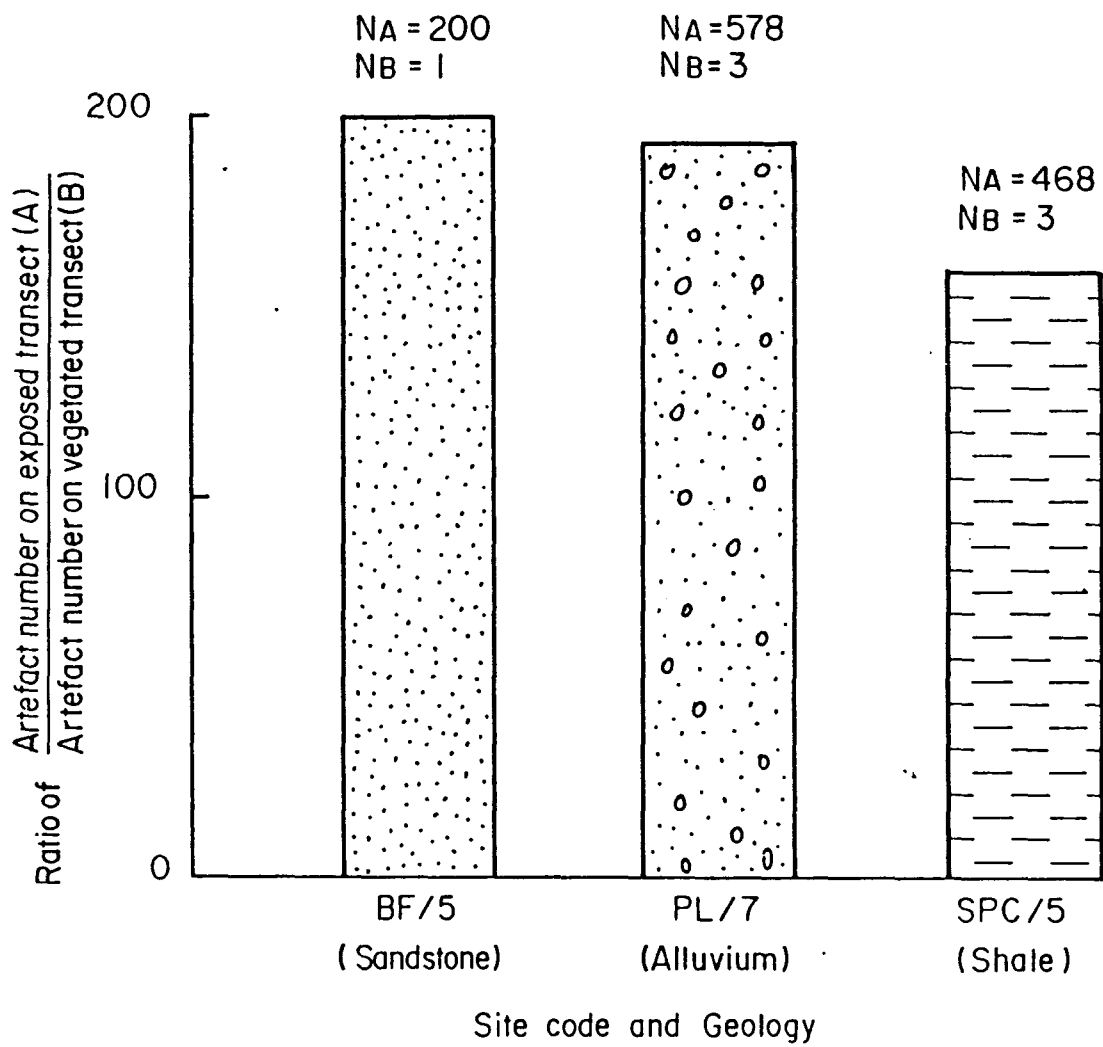 NA = 200
NB = 1
NA = 578
NB = 3
NA = 468
NB = 3
Ratio of
Artefact number on exposed transect (A)
Artefact number on vegetated transect (B)
200
100
0
BF/5
(Sandstone)
PL/7
(Alluvium)
SPC/5
(Shale)
Site code and Geology